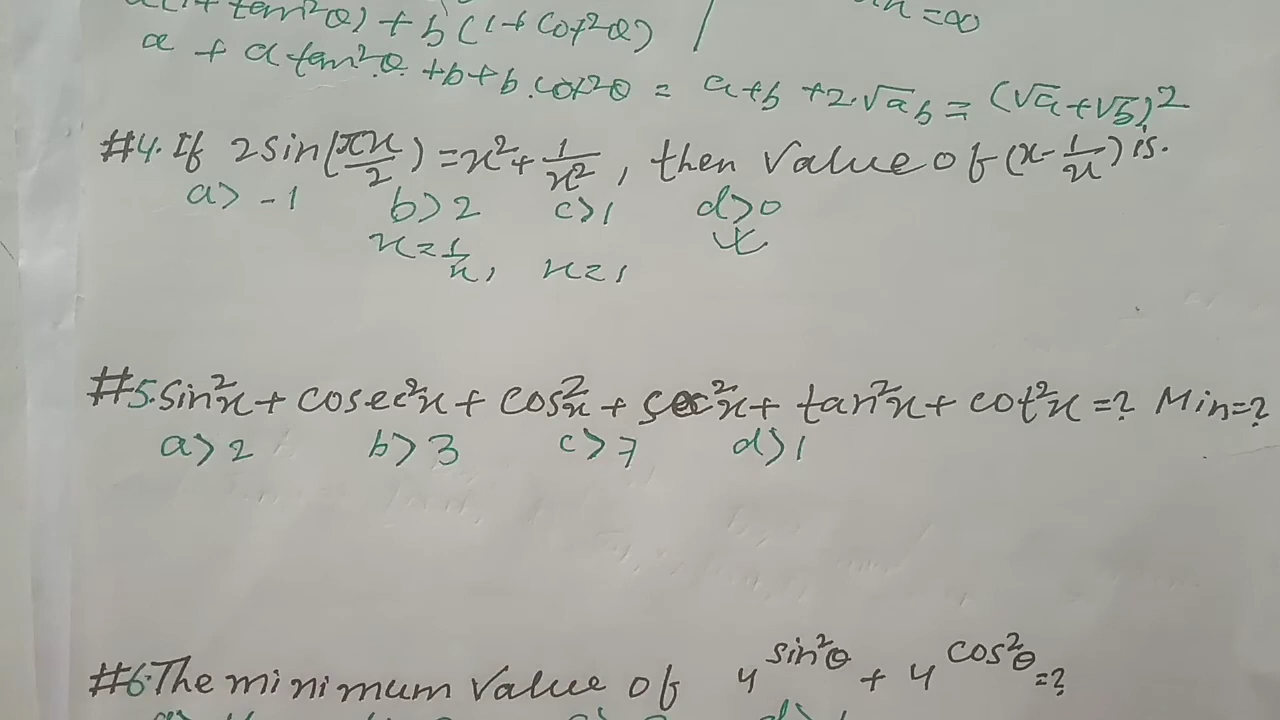 (1+tan²θ)+b(1+cot²θ)
=∞
a + a tan²θ +b+b.cot²θ = a+b +2.√ab = (√a+√b)²
#4. If 2sin(πx/2)=x²+1/x², then value of (x-1/x) is.
a> -1 b>2 c>1 d>0
x=1/x, x=1
#5. sin²x + cosec²x + cos²x + sec²x + tan²x + cot²x =? Min=?
a>2 b>3 c>7 d>1
#6. The minimum value of 4^sin²θ + 4^cos²θ =?